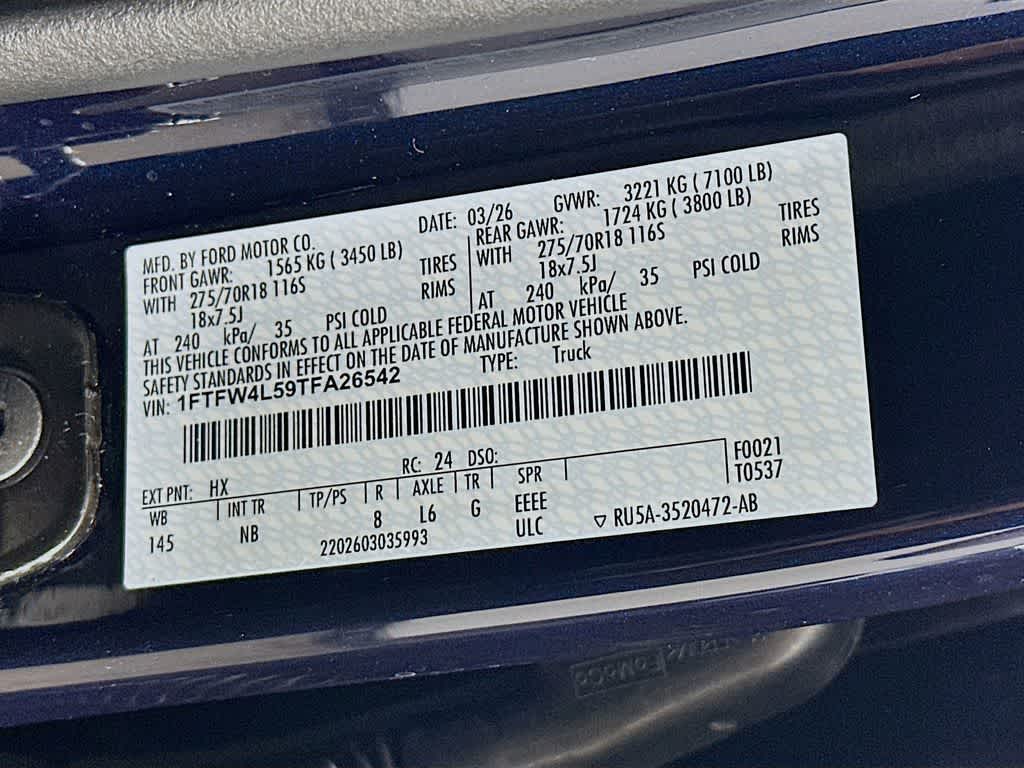 MFD. BY FORD MOTOR CO. DATE: 03/26 GVWR: 3221 KG ( 7100 LB)
FRONT GAWR: 1565 KG ( 3450 LB) REAR GAWR: 1724 KG ( 3800 LB)
WITH 275/70R18 116S TIRES WITH 275/70R18 116S TIRES
18x7.5J RIMS 18x7.5J RIMS
AT 240 kPa/ 35 PSI COLD AT 240 kPa/ 35 PSI COLD
THIS VEHICLE CONFORMS TO ALL APPLICABLE FEDERAL MOTOR VEHICLE
SAFETY STANDARDS IN EFFECT ON THE DATE OF MANUFACTURE SHOWN ABOVE.
VIN: 1FTFW4L59TFA26542 TYPE: Truck
EXT PNT: HX RC: 24 DSO: F0021
WB INT TR TP/PS R AXLE TR SPR T0537
145 NB 8 L6 G EEEE
2202603035993 ULC ▽ RU5A-3520472-AB
FoMoCo